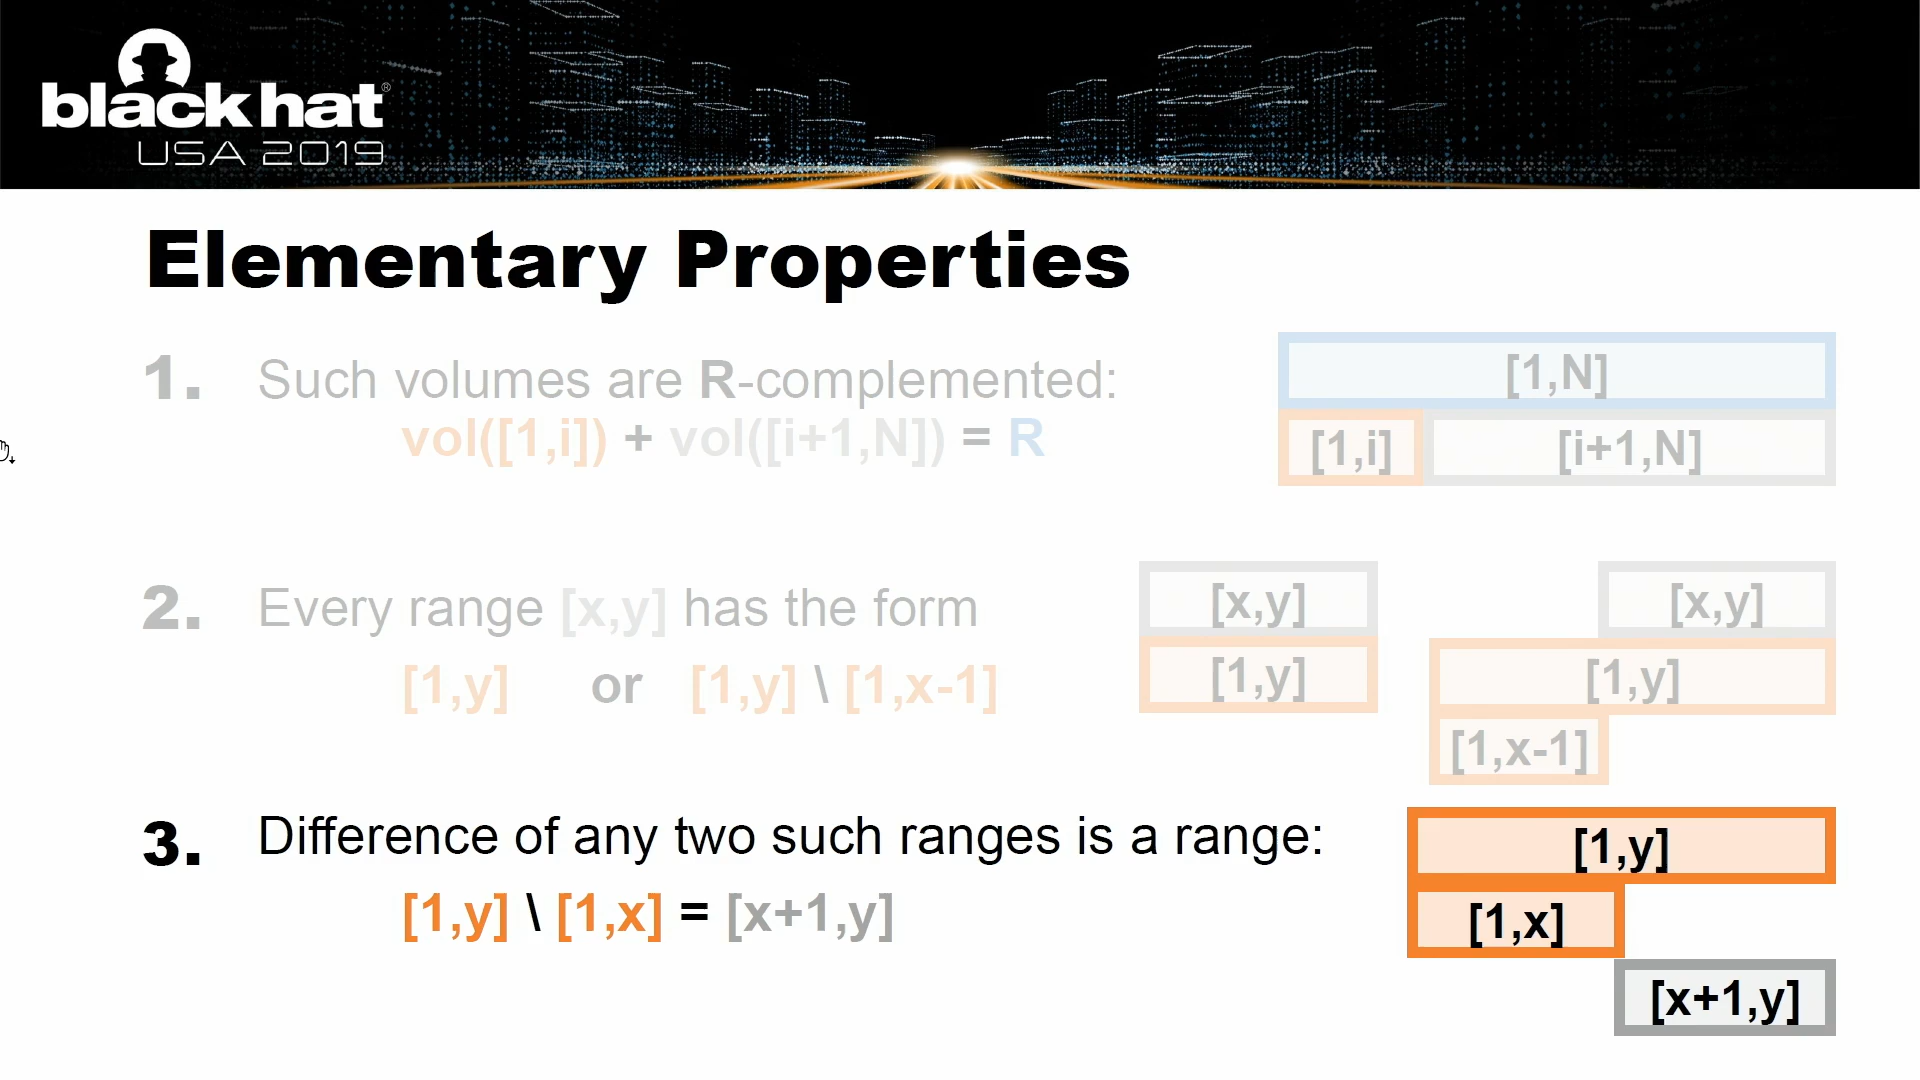 blackhat®
USA 2019
Elementary Properties
1. Such volumes are R-complemented:
vol([1,i]) + vol([i+1,N]) = R
[1,N]
[1,i] [i+1,N]
2. Every range [x,y] has the form
[1,y] or [1,y] \ [1,x-1]
[x,y] [x,y]
[1,y] [1,y]
[1,x-1]
3. Difference of any two such ranges is a range:
[1,y] \ [1,x] = [x+1,y]
[1,y]
[1,x]
[x+1,y]